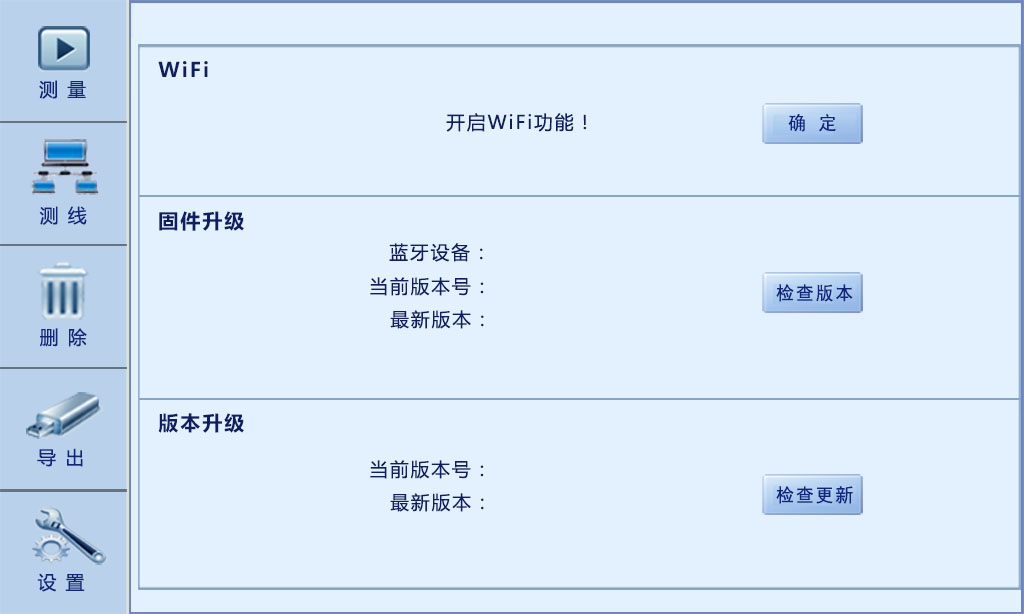 测 量
测 线
删 除
导 出
设 置
WiFi
开启WiFi功能！
确 定
固件升级
蓝牙设备：
当前版本号：
最新版本：
检查版本
版本升级
当前版本号：
最新版本：
检查更新